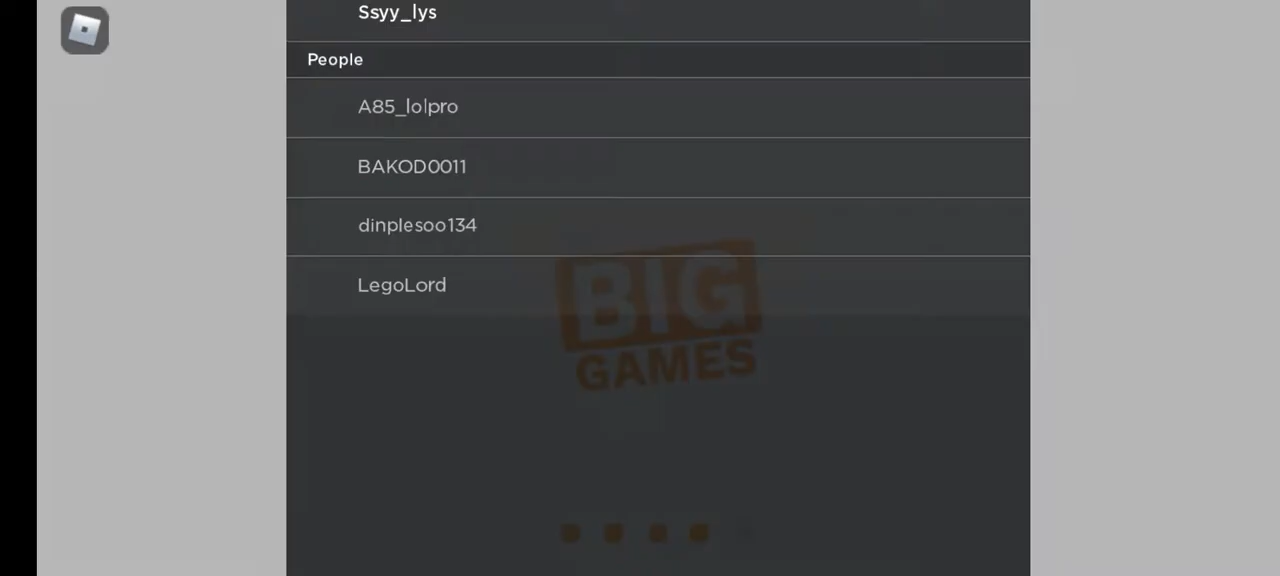 Ssyy_lys
People
A85_lolpro
BAKOD0011
dinplesoo134
LegoLord
BIG
GAMES